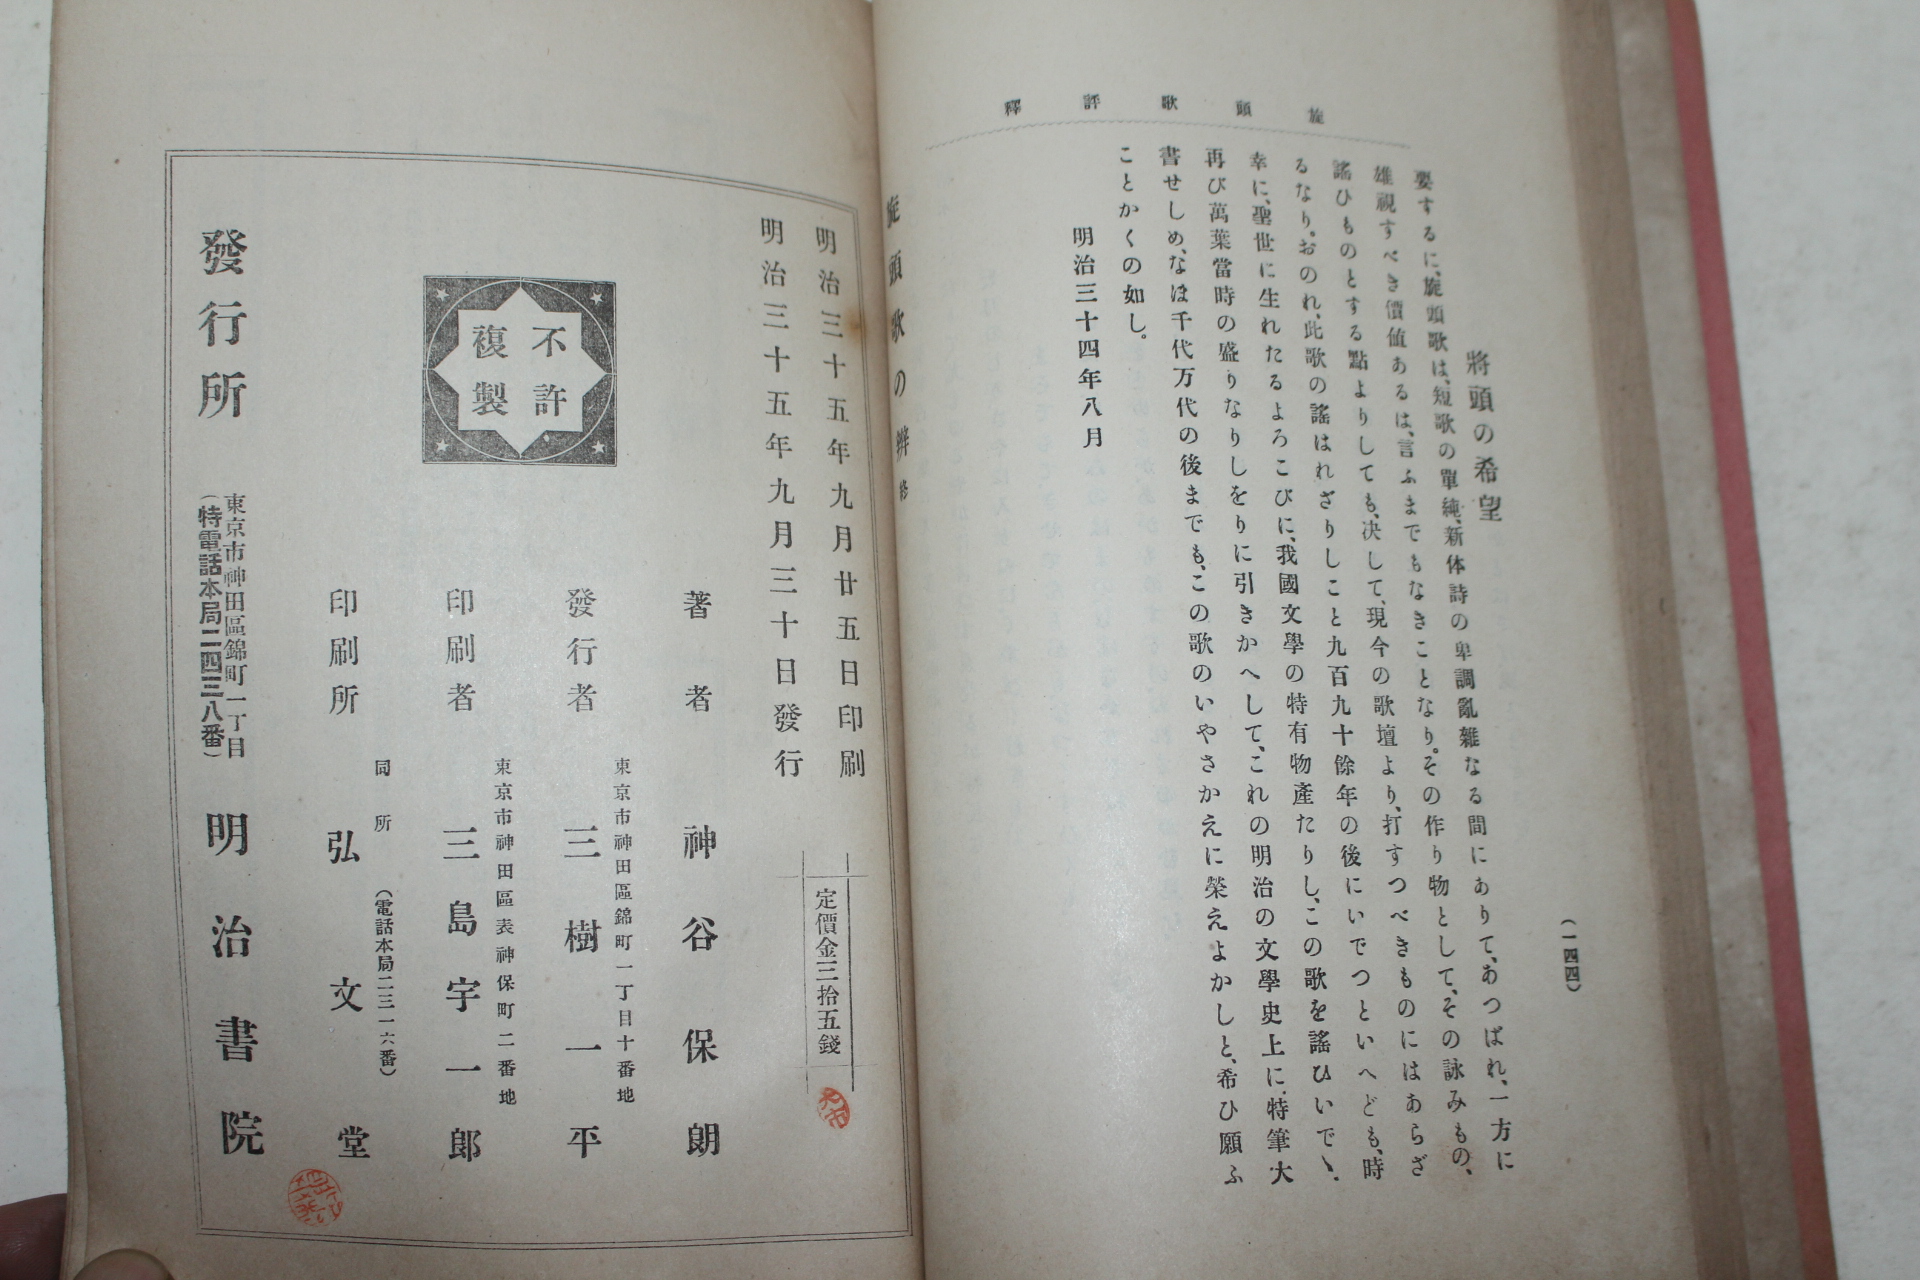 旋頭歌評釋
(一四四)
將頭の希望
要するに、旋頭歌は、短歌の單純、新体詩の卑調亂雜なる間にありて、あつぱれ、一方に
雄視すべき價値あるは、言ふまでもなきことなり。その作り物として、その詠みもの、
謠ひものとする點よりしても、决して、現今の歌壇より、打すつべきものにはあらざ
るなり。おのれ、此歌の謠はれざりしこと九百九十餘年の後にいでつといへども、時
幸に、聖世に生れたるよろこびに、我國文學の特有物產たりし、この歌を謠ひいでゝ、
再び萬葉當時の盛りなりしをりに引きかへして、これの明治の文學史上に、特筆大
書せしめ、なほ千代万代の後までも、この歌のいやさかえに榮えよかしと、希ひ願ふ
ことかくの如し。
明治三十四年八月
旋頭歌の辨 終
明治三十五年九月廿五日印刷
明治三十五年九月三十日發行
定價金三拾五錢
不許
複製
著者 神谷保朗
東京市神田區錦町一丁目十番地
發行者 三樹一平
東京市神田區表神保町二番地
印刷者 三島宇一郎
同所 (電話本局二三一六番)
印刷所 弘文堂
發行所
東京市神田區錦町一丁目
(特電話本局二四三八番)
明治書院